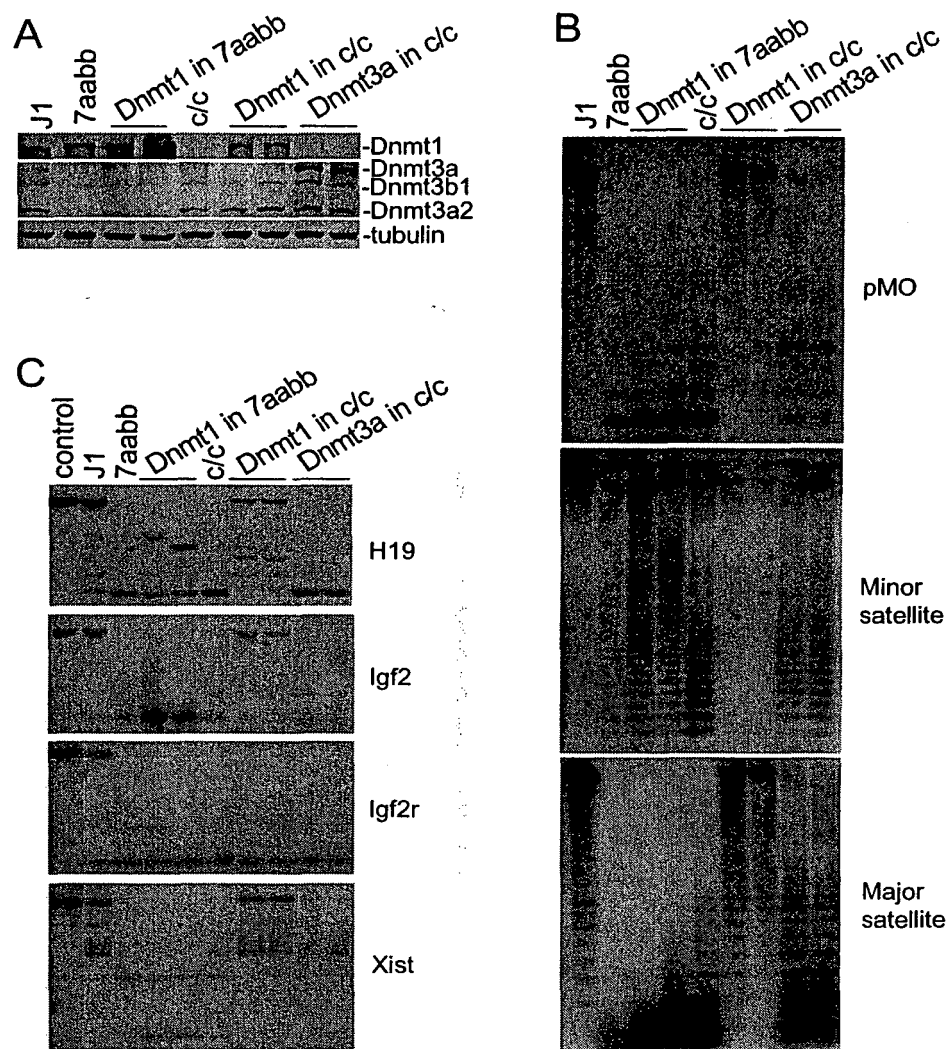 A
J1
7aabb
Dnmt1 in 7aabb
c/c
Dnmt1 in c/c
Dnmt3a in c/c
-Dnmt1
-Dnmt3a
-Dnmt3b1
-Dnmt3a2
-tubulin
B
J1
7aabb
Dnmt1 in 7aabb
c/c
Dnmt1 in c/c
Dnmt3a in c/c
pMO
Minor
satellite
Major
satellite
C
control
J1
7aabb
Dnmt1 in 7aabb
c/c
Dnmt1 in c/c
Dnmt3a in c/c
H19
Igf2
Igf2r
Xist